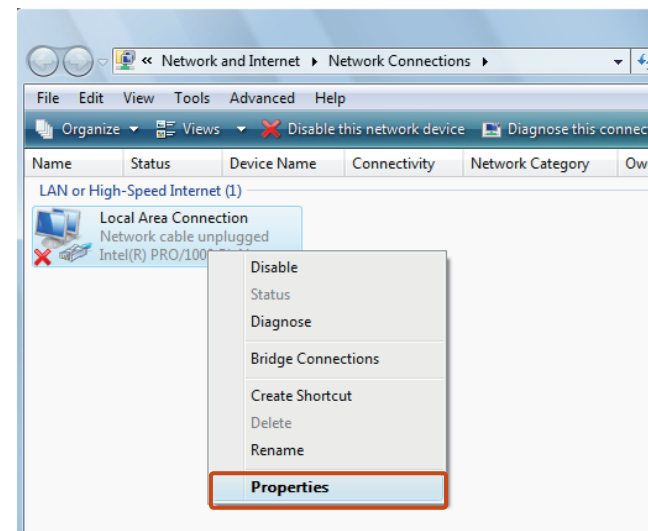 « Network and Internet ▸ Network Connections ▸
File Edit View Tools Advanced Help
Organize Views Disable this network device Diagnose this connec
Name Status Device Name Connectivity Network Category Ow
LAN or High-Speed Internet (1)
Local Area Connection
Network cable unplugged
Intel(R) PRO/100
Disable
Status
Diagnose
Bridge Connections
Create Shortcut
Delete
Rename
Properties